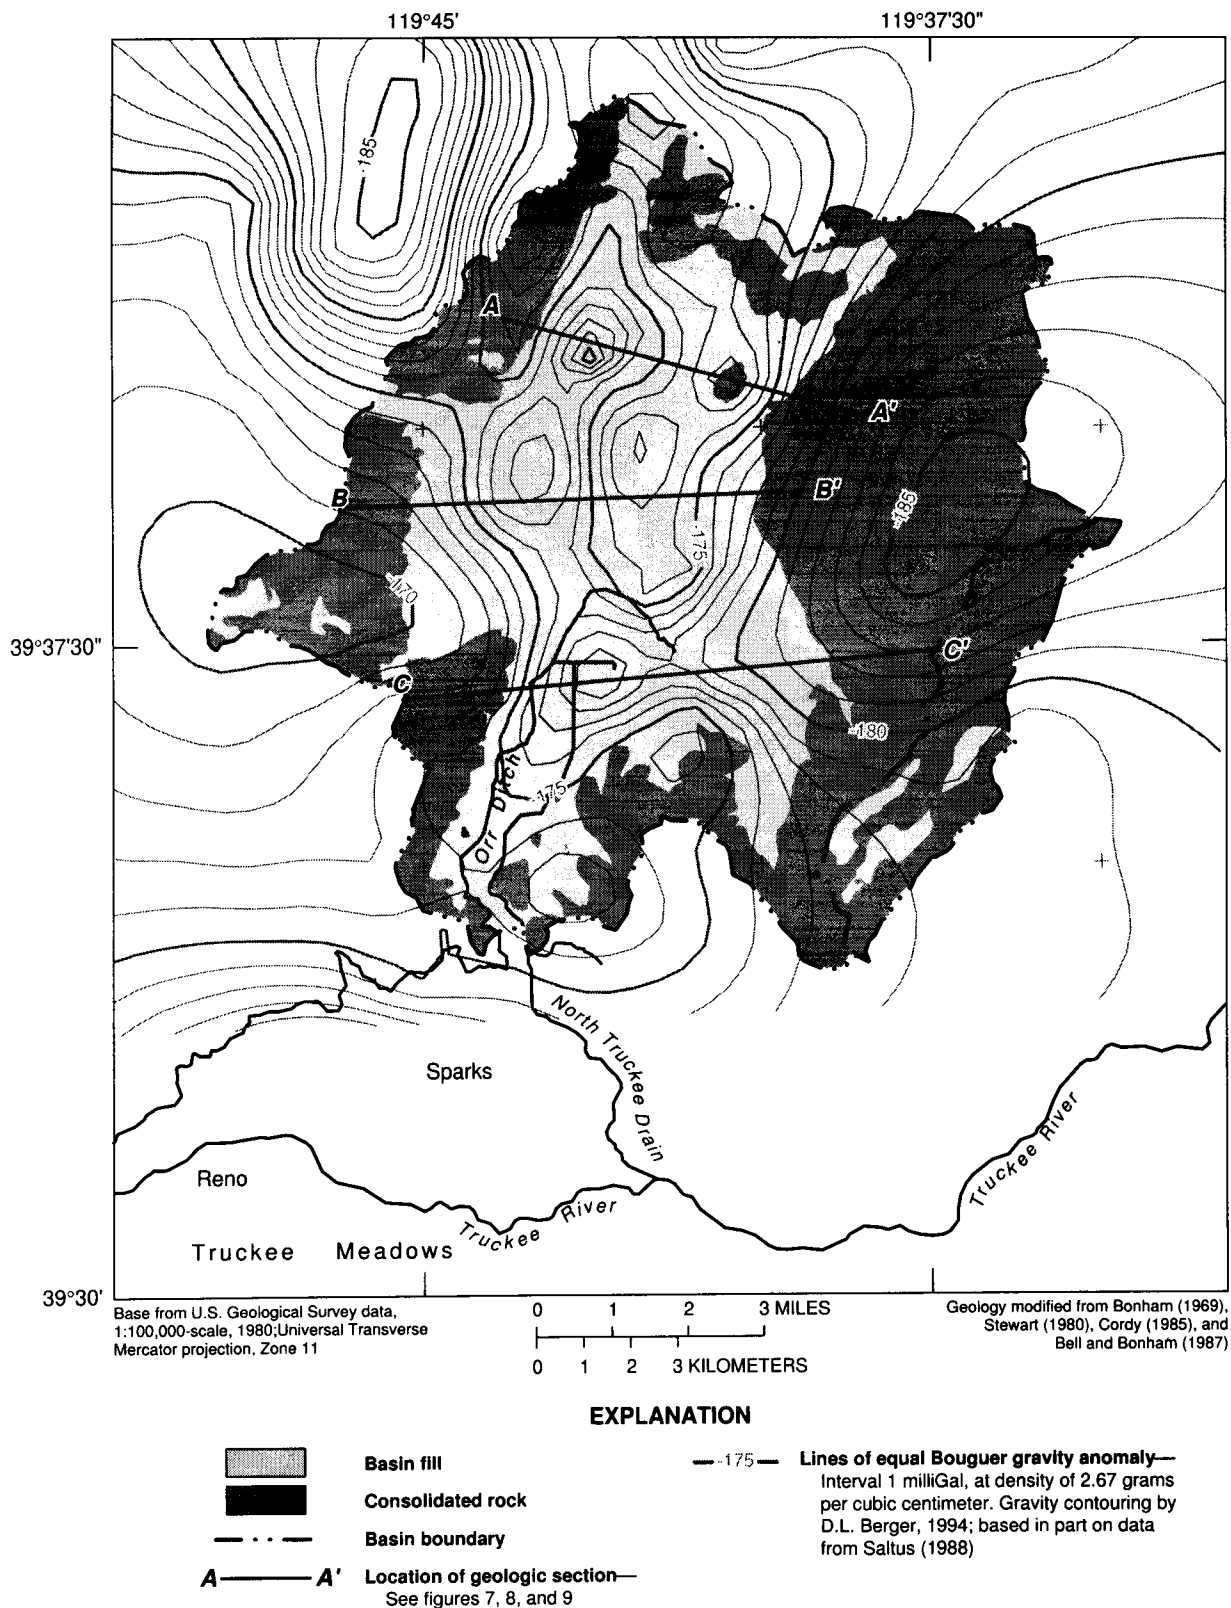 119°45' 119°37'30"
-185
A
A'
B B'
-185
-175
-170
39°37'30"
C C'
-180
-175
Orr Ditch
North Truckee Drain
Sparks
Truckee River
Reno
Truckee River
Truckee Meadows
39°30'
Base from U.S. Geological Survey data,
1:100,000-scale, 1980;Universal Transverse
Mercator projection, Zone 11
0 1 2 3 MILES
0 1 2 3 KILOMETERS
Geology modified from Bonham (1969),
Stewart (1980), Cordy (1985), and
Bell and Bonham (1987)
EXPLANATION
Basin fill
Consolidated rock
Basin boundary
A A' Location of geologic section—
See figures 7, 8, and 9
-175 Lines of equal Bouguer gravity anomaly—
Interval 1 milliGal, at density of 2.67 grams
per cubic centimeter. Gravity contouring by
D.L. Berger, 1994; based in part on data
from Saltus (1988)